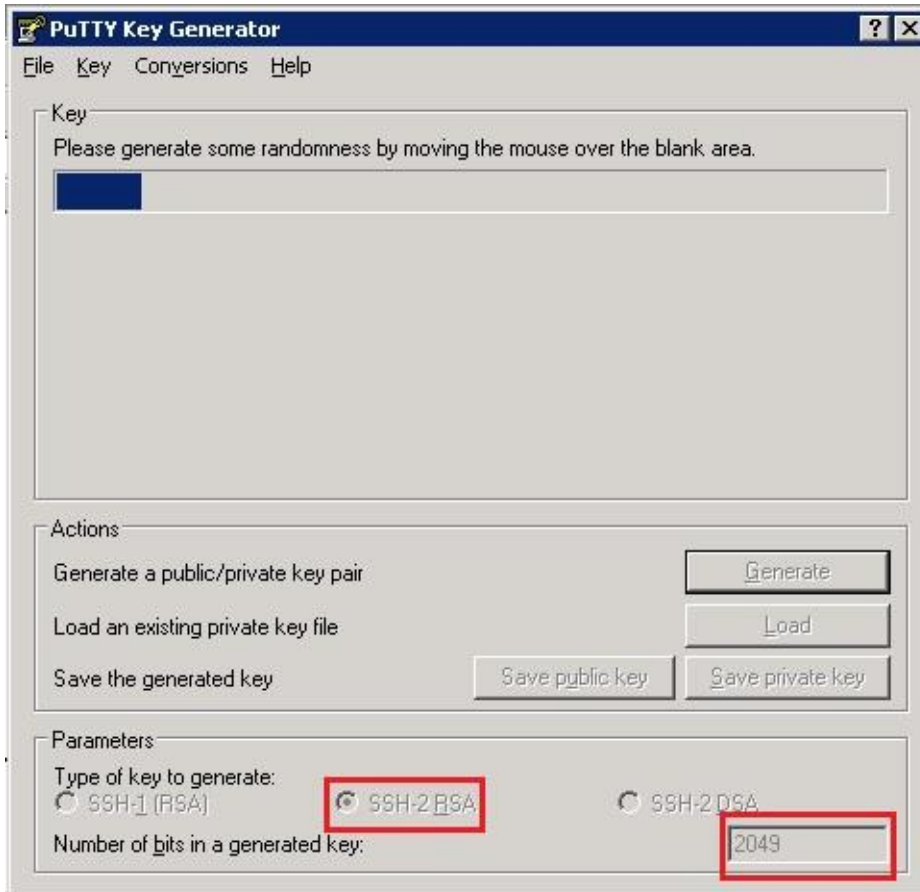 PuTTY Key Generator
File Key Conversions Help
Key
Please generate some randomness by moving the mouse over the blank area.
Actions
Generate a public/private key pair
Generate
Load an existing private key file
Load
Save the generated key
Save public key
Save private key
Parameters
Type of key to generate:
SSH-1 (RSA)
SSH-2 RSA
SSH-2 DSA
Number of bits in a generated key:
2049